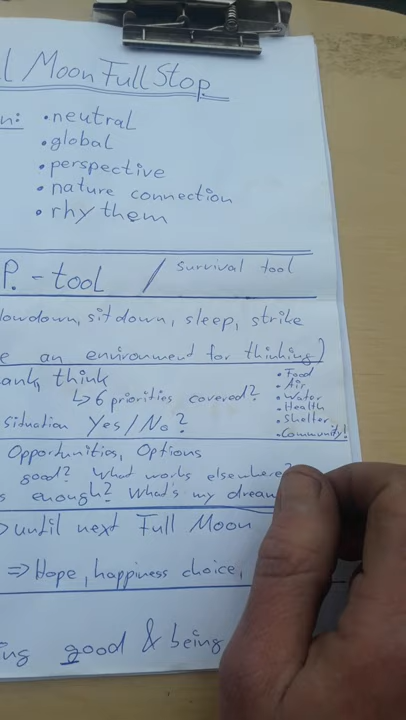 l Moon Full Stop
n: • neutral
• global
• perspective
• nature connection
• rhythem
P. - tool / survival tool
lowdown, sit down, sleep, strike
e an environment for thinking)
ank, think
↳ 6 priorities covered?
situation Yes/No?
• Food
• Air
• Water
• Health
• Shelter
• Community!
Opportunities, Options
good? What works elsewhere?
s enough? What's my dream
> until next Full Moon
=> Hope, happiness choice,
ing good & being